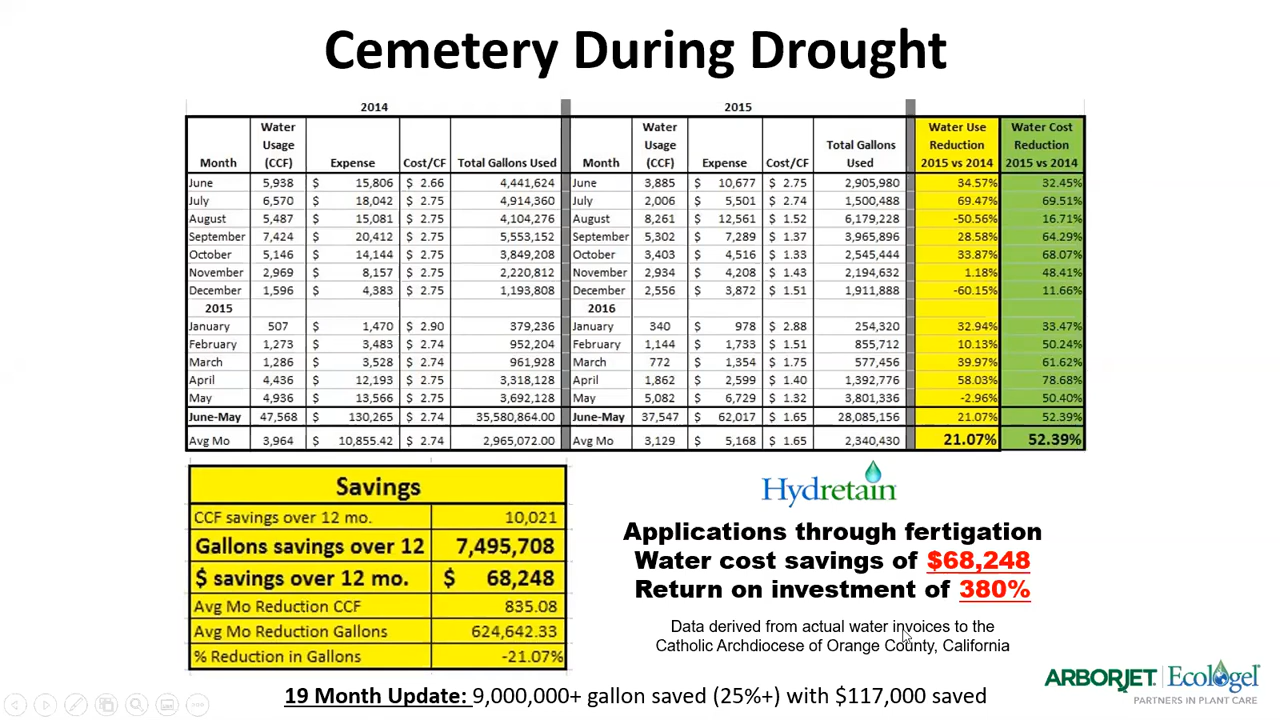 Cemetery During Drought
2014 2015
Month Water Usage (CCF) Expense Cost/CF Total Gallons Used Month Water Usage (CCF) Expense Cost/CF Total Gallons Used Water Use Reduction 2015 vs 2014 Water Cost Reduction 2015 vs 2014
June 5,938 $ 15,806 $ 2.66 4,441,624 June 3,885 $ 10,677 $ 2.75 2,905,980 34.57% 32.45%
July 6,570 $ 18,042 $ 2.75 4,914,360 July 2,006 $ 5,501 $ 2.74 1,500,488 69.47% 69.51%
August 5,487 $ 15,081 $ 2.75 4,104,276 August 8,261 $ 12,561 $ 1.52 6,179,228 -50.56% 16.71%
September 7,424 $ 20,412 $ 2.75 5,553,152 September 5,302 $ 7,289 $ 1.37 3,965,896 28.58% 64.29%
October 5,146 $ 14,144 $ 2.75 3,849,208 October 3,403 $ 4,516 $ 1.33 2,545,444 33.87% 68.07%
November 2,969 $ 8,157 $ 2.75 2,220,812 November 2,934 $ 4,208 $ 1.43 2,194,632 1.18% 48.41%
December 1,596 $ 4,383 $ 2.75 1,193,808 December 2,556 $ 3,872 $ 1.51 1,911,888 -60.15% 11.66%
2015 2016
January 507 $ 1,470 $ 2.90 379,236 January 340 $ 978 $ 2.88 254,320 32.94% 33.47%
February 1,273 $ 3,483 $ 2.74 952,204 February 1,144 $ 1,733 $ 1.51 855,712 10.13% 50.24%
March 1,286 $ 3,528 $ 2.74 961,928 March 772 $ 1,354 $ 1.75 577,456 39.97% 61.62%
April 4,436 $ 12,193 $ 2.75 3,318,128 April 1,862 $ 2,599 $ 1.40 1,392,776 58.03% 78.68%
May 4,936 $ 13,566 $ 2.75 3,692,128 May 5,082 $ 6,729 $ 1.32 3,801,336 -2.96% 50.40%
June-May 47,568 $ 130,265 $ 2.74 35,580,864.00 June-May 37,547 $ 62,017 $ 1.65 28,085,156 21.07% 52.39%
Avg Mo 3,964 $ 10,855.42 $ 2.74 2,965,072.00 Avg Mo 3,129 $ 5,168 $ 1.65 2,340,430 21.07% 52.39%
Savings
CCF savings over 12 mo. 10,021
Gallons savings over 12 7,495,708
$ savings over 12 mo. $ 68,248
Avg Mo Reduction CCF 835.08
Avg Mo Reduction Gallons 624,642.33
% Reduction in Gallons -21.07%
Hydretain
Applications through fertigation
Water cost savings of $68,248
Return on investment of 380%
Data derived from actual water invoices to the
Catholic Archdiocese of Orange County, California
19 Month Update: 9,000,000+ gallon saved (25%+) with $117,000 saved
ARBORJET Ecologel
PARTNERS IN PLANT CARE